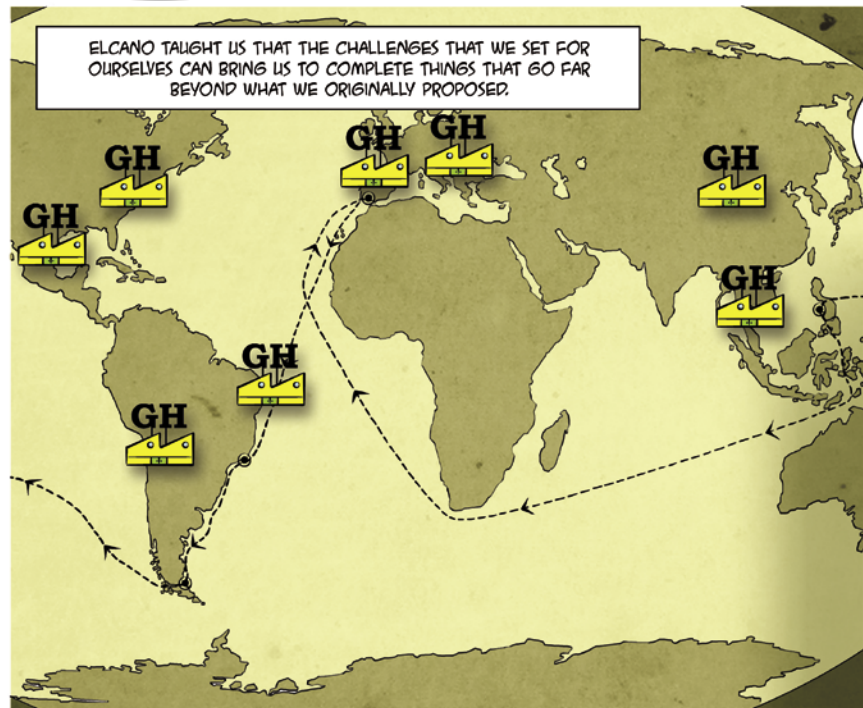 ELCANO TAUGHT US THAT THE CHALLENGES THAT WE SET FOR
OURSELVES CAN BRING US TO COMPLETE THINGS THAT GO FAR
BEYOND WHAT WE ORIGINALLY PROPOSED.
GH
GH
GH
GH
GH
GH
GH
GH